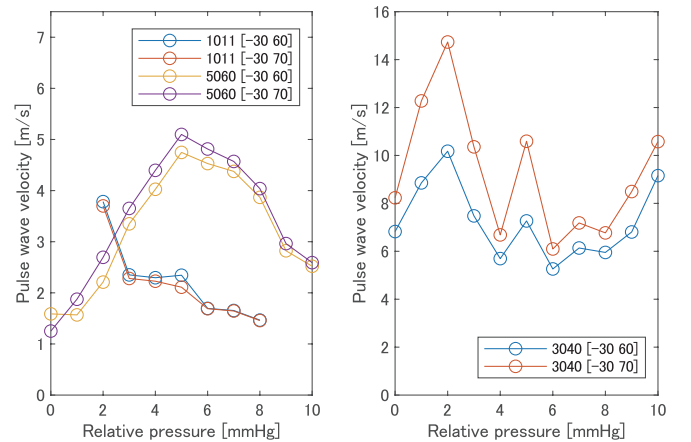 7
6
5
4
3
2
1
0
Pulse wave velocity [m/s]
1011 [-30 60]
1011 [-30 70]
5060 [-30 60]
5060 [-30 70]
0 2 4 6 8 10
Relative pressure [mmHg]
16
14
12
10
8
6
4
2
0
Pulse wave velocity [m/s]
3040 [-30 60]
3040 [-30 70]
0 2 4 6 8 10
Relative pressure [mmHg]